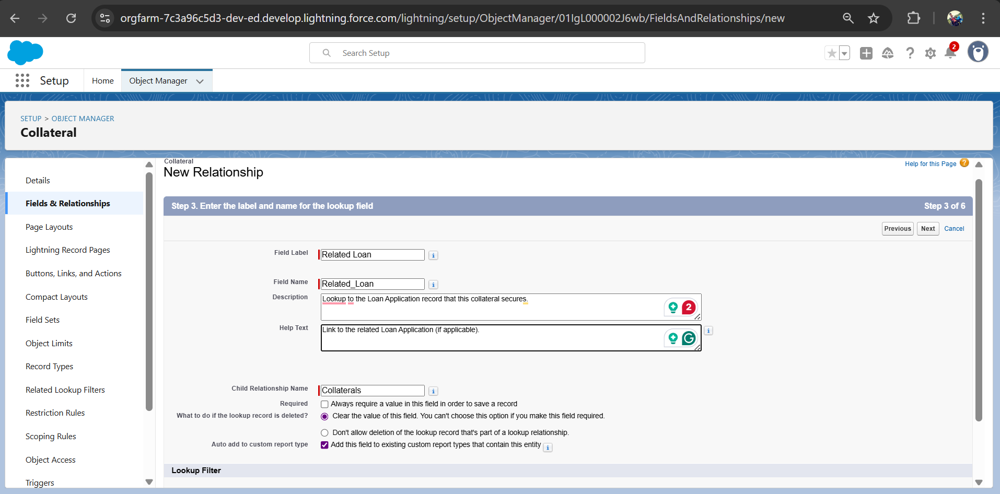 orgfarm-7c3a96c5d3-dev-ed.develop.lightning.force.com/lightning/setup/ObjectManager/01IgL000002J6wb/FieldsAndRelationships/new
Search Setup
2
Setup
Home
Object Manager
SETUP > OBJECT MANAGER
Collateral
Details
Fields & Relationships
Page Layouts
Lightning Record Pages
Buttons, Links, and Actions
Compact Layouts
Field Sets
Object Limits
Record Types
Related Lookup Filters
Restriction Rules
Scoping Rules
Object Access
Triggers
Collateral
New Relationship
Help for this Page ?
Step 3. Enter the label and name for the lookup field
Step 3 of 6
Previous
Next
Cancel
Field Label
Related Loan
i
Field Name
Related_Loan
i
Description
Lookup to the Loan Application record that this collateral secures.
2
Help Text
Link to the related Loan Application (if applicable).
G
i
Child Relationship Name
Collaterals
i
Required
Always require a value in this field in order to save a record
What to do if the lookup record is deleted?
Clear the value of this field. You can't choose this option if you make this field required.
Don't allow deletion of the lookup record that's part of a lookup relationship.
Auto add to custom report type
Add this field to existing custom report types that contain this entity
i
Lookup Filter